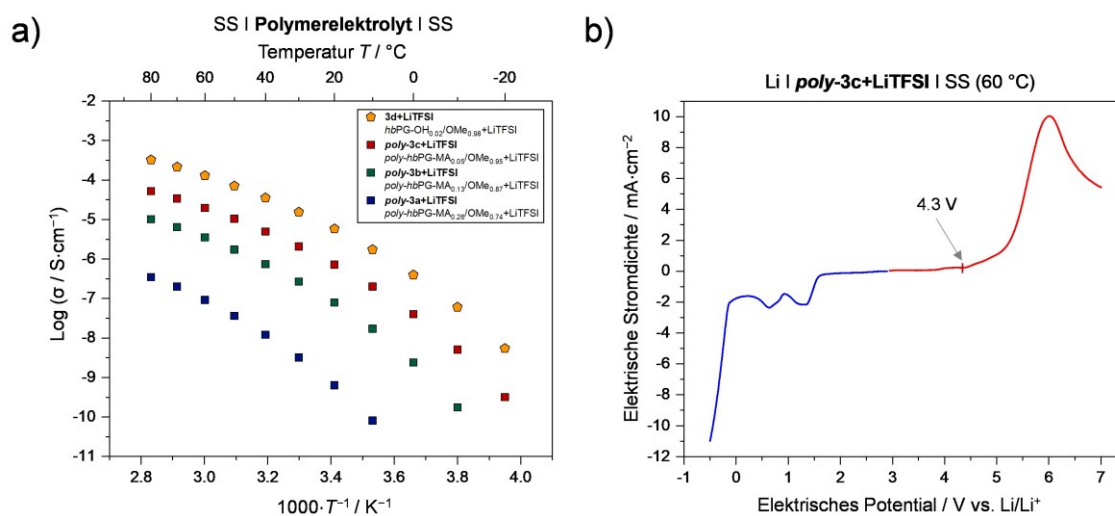 a)
SS I Polymerelektrolyt I SS
Temperatur T / °C
80 60 40 20 0 -20
-2
-3
-4
-5
-6
-7
-8
-9
-10
-11
Log (σ / S·cm⁻¹)
3d+LiTFSI
hbPG-OH0.02/OMe0.98+LiTFSI
poly-3c+LiTFSI
poly-hbPG-MA0.05/OMe0.95+LiTFSI
poly-3b+LiTFSI
poly-hbPG-MA0.13/OMe0.87+LiTFSI
poly-3a+LiTFSI
poly-hbPG-MA0.26/OMe0.74+LiTFSI
2.8 3.0 3.2 3.4 3.6 3.8 4.0
1000·T⁻¹ / K⁻¹
b)
Li I poly-3c+LiTFSI I SS (60 °C)
10
8
6
4
2
0
-2
-4
-6
-8
-10
-12
Elektrische Stromdichte / mA·cm⁻²
4.3 V
-1 0 1 2 3 4 5 6 7
Elektrisches Potential / V vs. Li/Li⁺